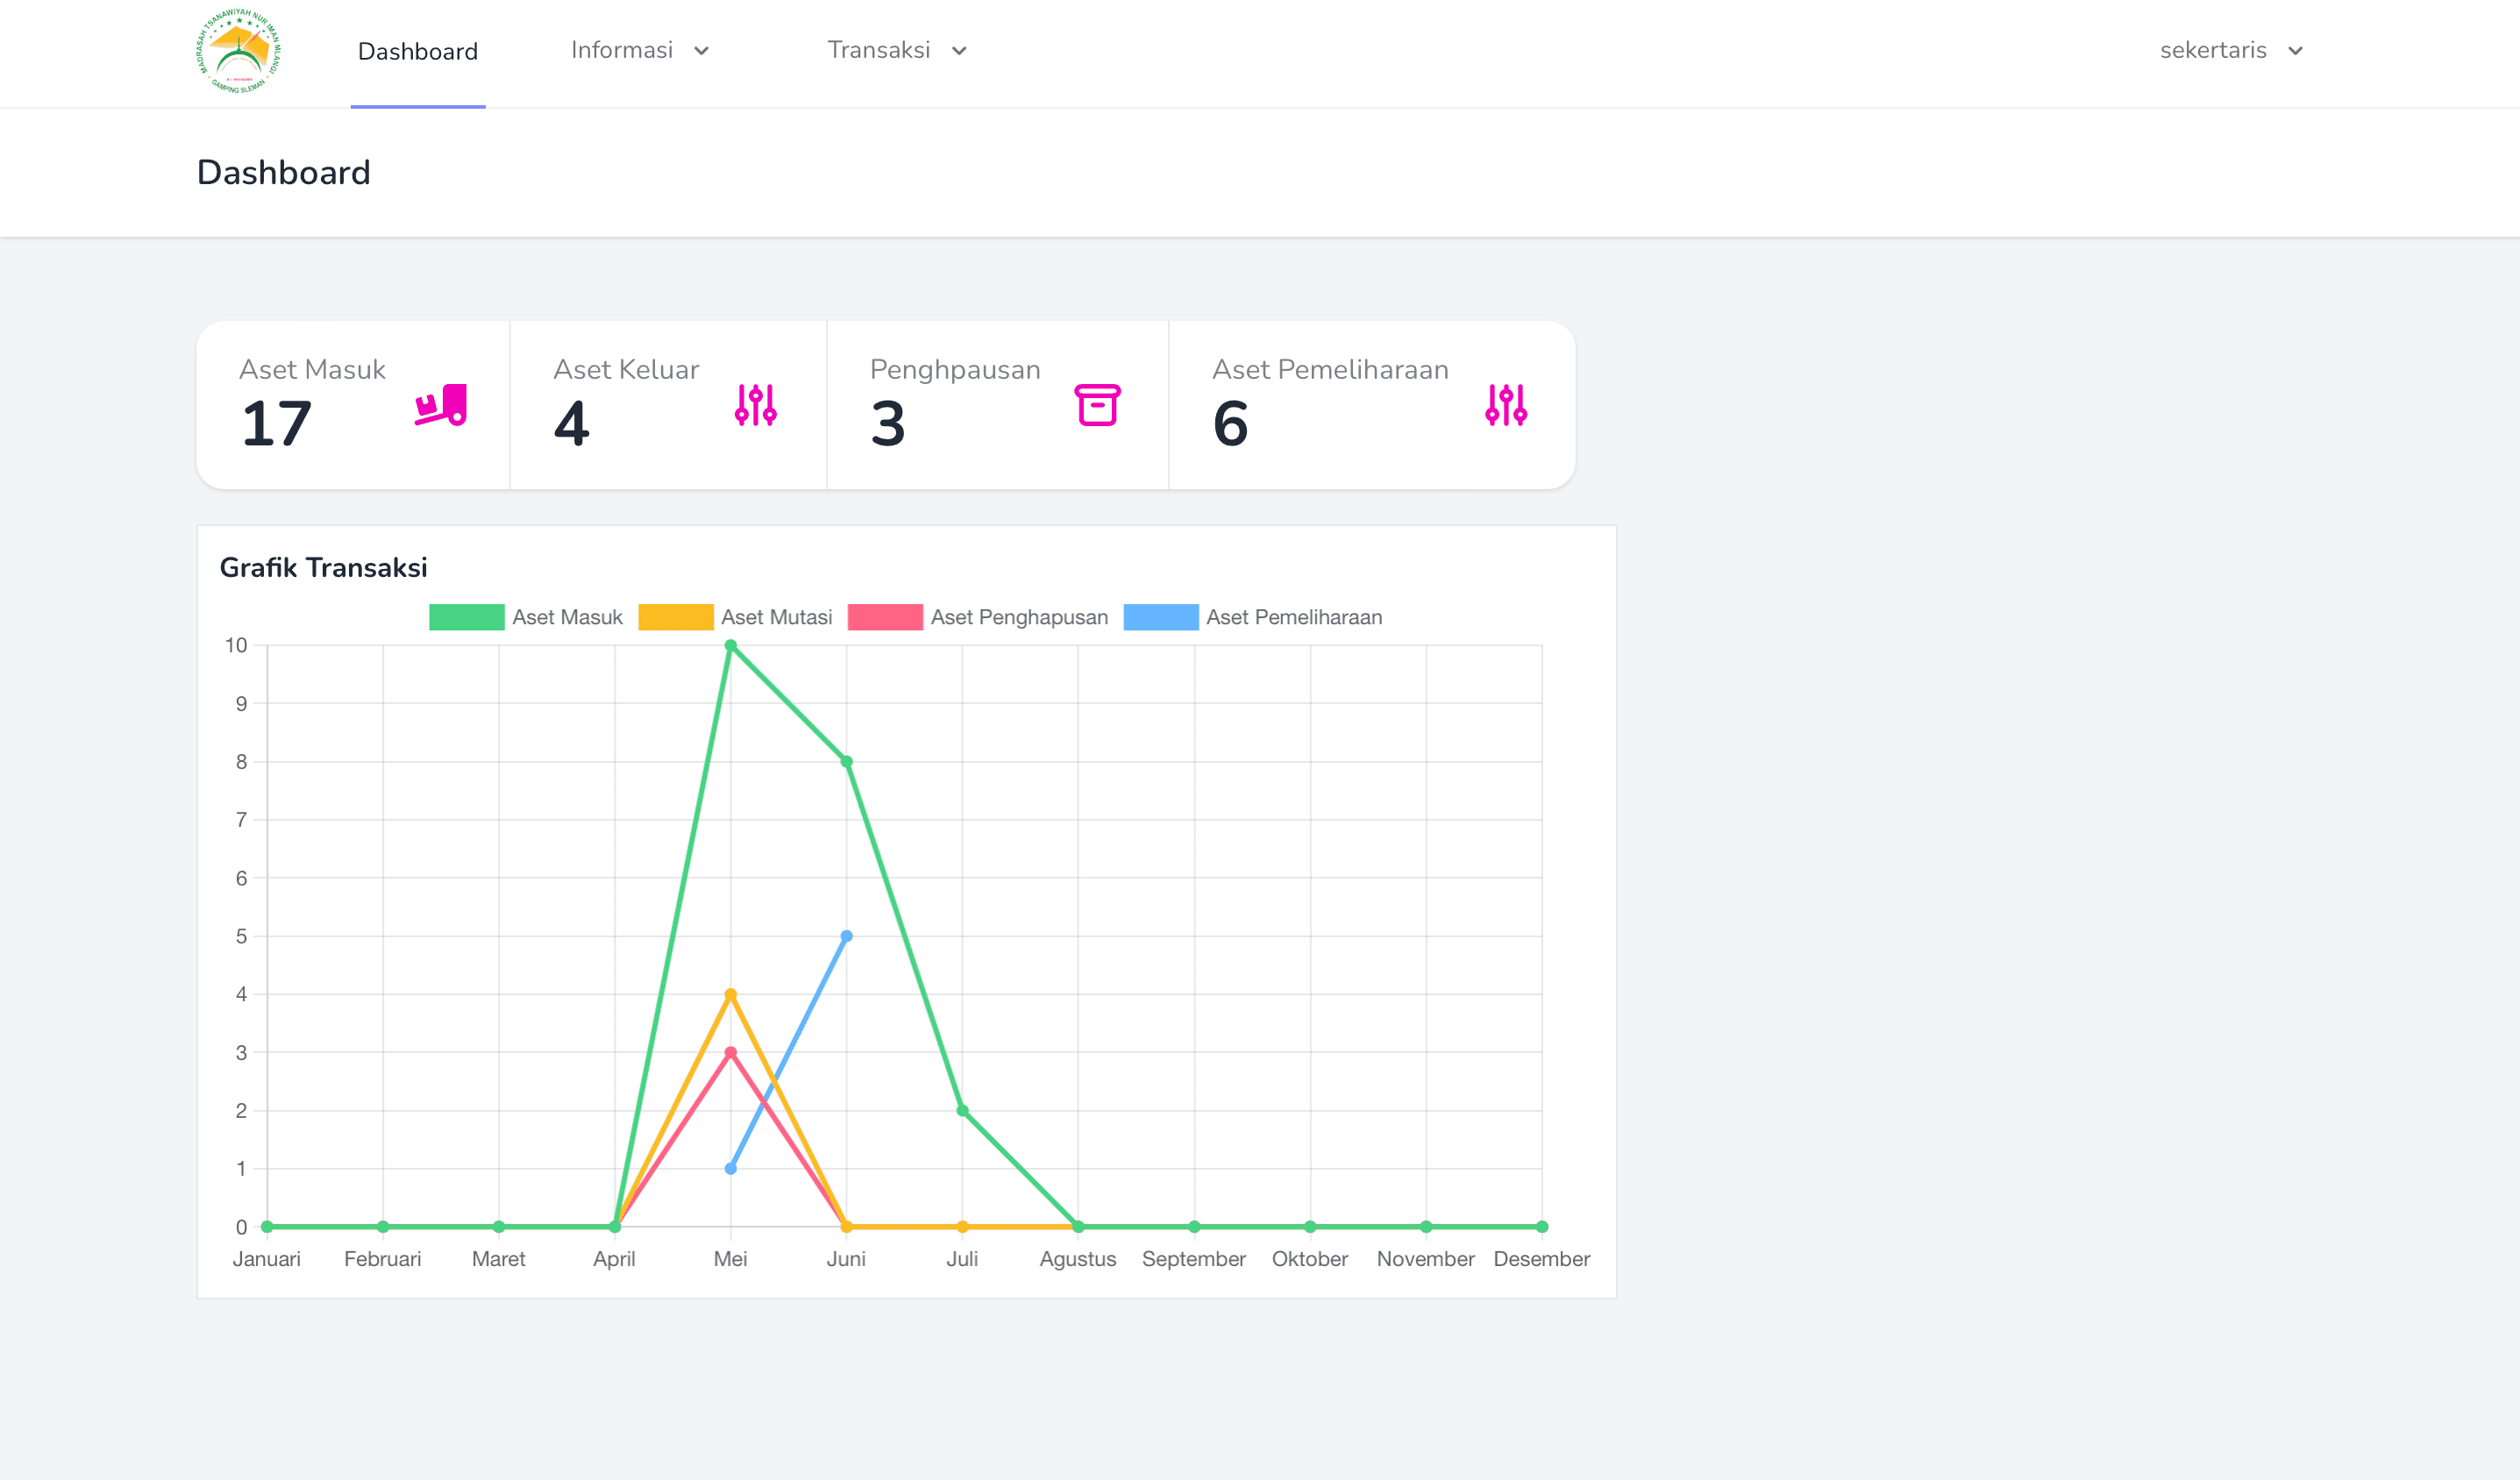 MADRASAH TSANAWIYAH NUR IMAN MLANGI
GAMPING SLEMAN
Dashboard Informasi Transaksi sekertaris
Dashboard
Aset Masuk Aset Keluar Penghpausan Aset Pemeliharaan
17 4 3 6
Grafik Transaksi
Aset Masuk Aset Mutasi Aset Penghapusan Aset Pemeliharaan
10
9
8
7
6
5
4
3
2
1
0
Januari Februari Maret April Mei Juni Juli Agustus September Oktober November Desember